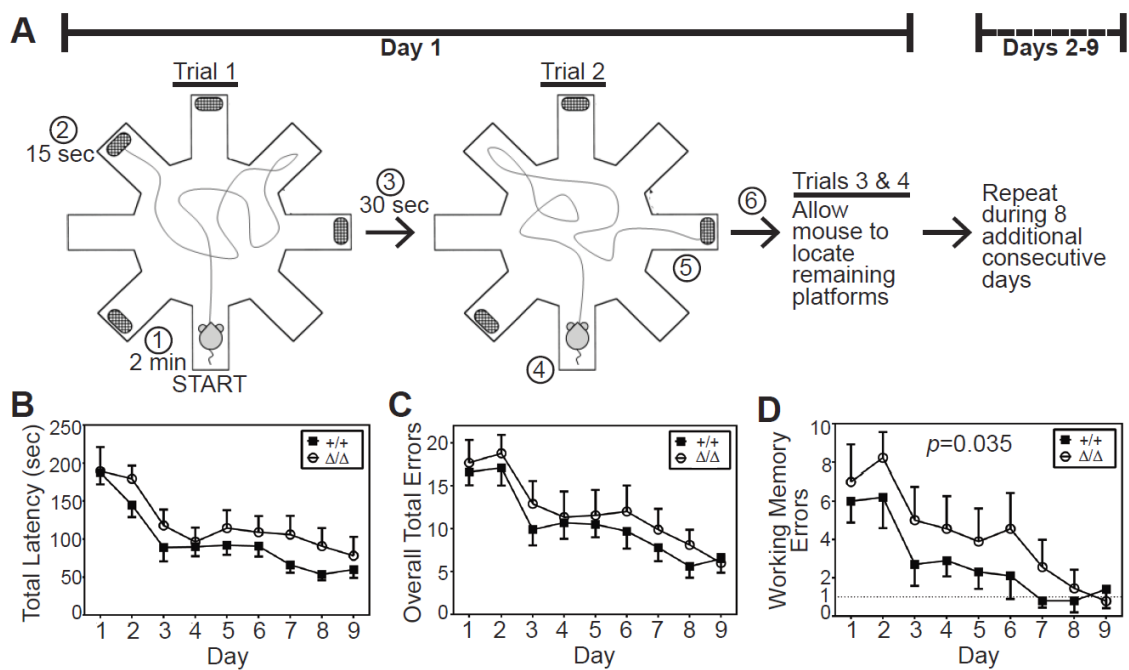 A
Day 1
Days 2-9
Trial 1
Trial 2
2
15 sec
3
30 sec
6
Trials 3 & 4
Allow
mouse to
locate
remaining
platforms
Repeat
during 8
additional
consecutive
days
5
1
2 min
START
4
B
Total Latency (sec)
250
200
150
100
50
0
+/+
Δ/Δ
1 2 3 4 5 6 7 8 9
Day
C
Overall Total Errors
20
15
10
5
0
+/+
Δ/Δ
1 2 3 4 5 6 7 8 9
Day
D
Working Memory
Errors
10
8
6
4
2
1
0
p=0.035
+/+
Δ/Δ
1 2 3 4 5 6 7 8 9
Day